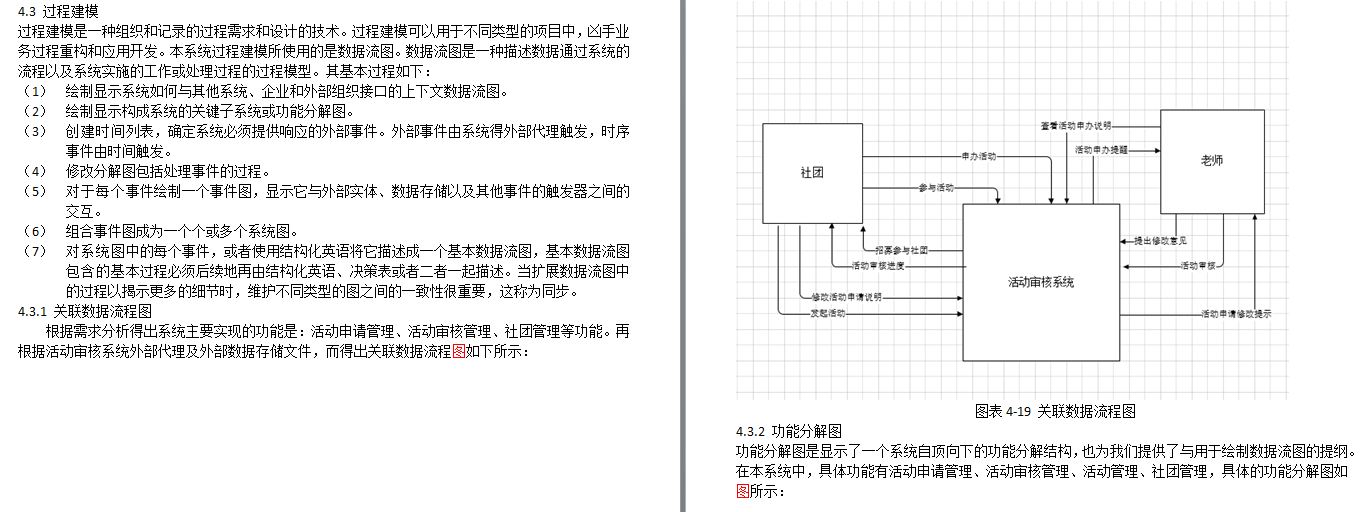 4.3 过程建模
过程建模是一种组织和记录的过程需求和设计的技术。过程建模可以用于不同类型的项目中，凶手业
务过程重构和应用开发。本系统过程建模所使用的是数据流图。数据流图是一种描述数据通过系统的
流程以及系统实施的工作或处理过程的过程模型。其基本过程如下：
（1） 绘制显示系统如何与其他系统、企业和外部组织接口的上下文数据流图。
（2） 绘制显示构成系统的关键子系统或功能分解图。
（3） 创建时间列表，确定系统必须提供响应的外部事件。外部事件由系统得外部代理触发，时序
事件由时间触发。
（4） 修改分解图包括处理事件的过程。
（5） 对于每个事件绘制一个事件图，显示它与外部实体、数据存储以及其他事件的触发器之间的
交互。
（6） 组合事件图成为一个个或多个系统图。
（7） 对系统图中的每个事件，或者使用结构化英语将它描述成一个基本数据流图，基本数据流图
包含的基本过程必须后续地再由结构化英语、决策表或者二者一起描述。当扩展数据流图中
的过程以揭示更多的细节时，维护不同类型的图之间的一致性很重要，这称为同步。
4.3.1 关联数据流程图
根据需求分析得出系统主要实现的功能是：活动申请管理、活动审核管理、社团管理等功能。再
根据活动审核系统外部代理及外部数据存储文件，而得出关联数据流程图如下所示：
社团
老师
活动审核系统
查看活动申办说明
活动申办提醒
申办活动
参与活动
招募参与社团
活动审核进度
修改活动申请说明
发起活动
提出修改意见
活动审核
活动申请修改提示
图表 4-19 关联数据流程图
4.3.2 功能分解图
功能分解图是显示了一个系统自顶向下的功能分解结构，也为我们提供了与用于绘制数据流图的提纲。
在本系统中，具体功能有活动申请管理、活动审核管理、活动管理、社团管理，具体的功能分解图如
图所示：